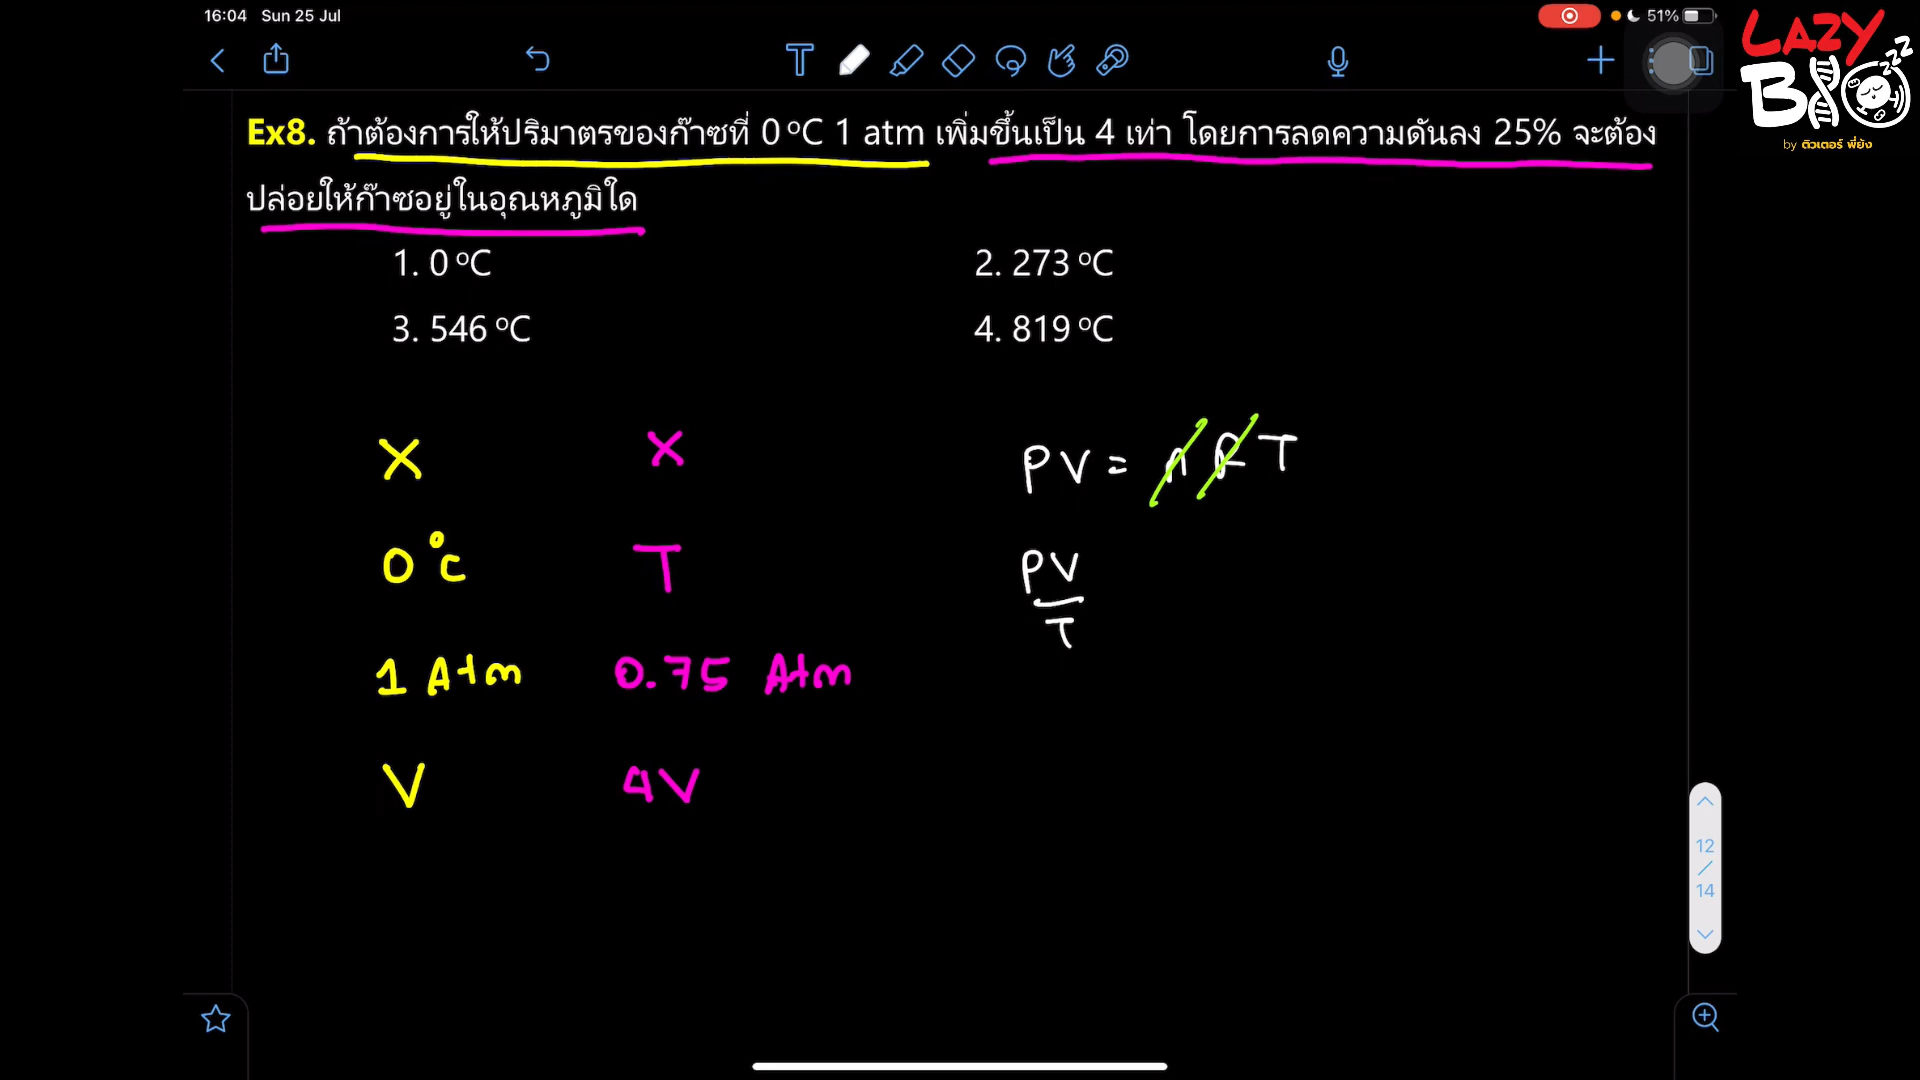 16:04 Sun 25 Jul
51%
LAZY
BIO zzz
by ติวเตอร์ พี่ยัง
Ex8. ถ้าต้องการให้ปริมาตรของก๊าซที่ 0 ºC 1 atm เพิ่มขึ้นเป็น 4 เท่า โดยการลดความดันลง 25% จะต้อง
ปล่อยให้ก๊าซอยู่ในอุณหภูมิใด
1. 0 ºC 2. 273 ºC
3. 546 ºC 4. 819 ºC
X X PV = nRT
0°C T PV
T
1 Atm 0.75 Atm
V 4V
12
/
14